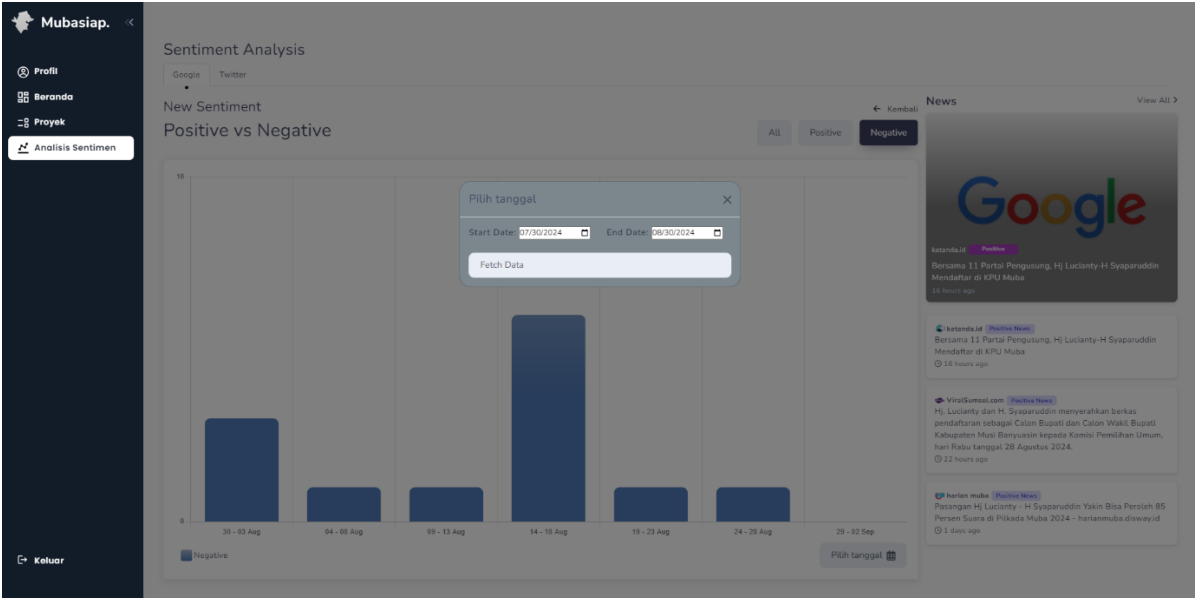 Mubasiap.
Profil
Beranda
Proyek
Analisis Sentimen
Keluar
Sentiment Analysis
Google Twitter
New Sentiment
Kembali
Positive vs Negative
All Positive Negative
Pilih tanggal
Start Date: 07/30/2024 End Date: 08/30/2024
Fetch Data
0
30 - 03 Aug 04 - 08 Aug 09 - 13 Aug 14 - 18 Aug 19 - 23 Aug 24 - 28 Aug 29 - 02 Sep
Negative
Pilih tanggal
News View All
Google
katanda.id Positive
Bersama 11 Partai Pengusung, Hj Lucianty-H Syaparuddin
Mendaftar di KPU Muba
16 hours ago
katanda.id Positive News
Bersama 11 Partai Pengusung, Hj Lucianty-H Syaparuddin
Mendaftar di KPU Muba
16 hours ago
ViralSumsel.com Positive News
Hj. Lucianty dan H. Syaparuddin menyerahkan berkas
pendaftaran sebagai Calon Bupati dan Calon Wakil Bupati
Kabupaten Musi Banyuasin kepada Komisi Pemilihan Umum,
hari Rabu tanggal 28 Agustus 2024.
22 hours ago
harian muba Positive News
Pasangan Hj Lucianty - H Syaparuddin Yakin Bisa Peroleh 85
Persen Suara di Pilkada Muba 2024 - harianmuba.disway.id
1 days ago